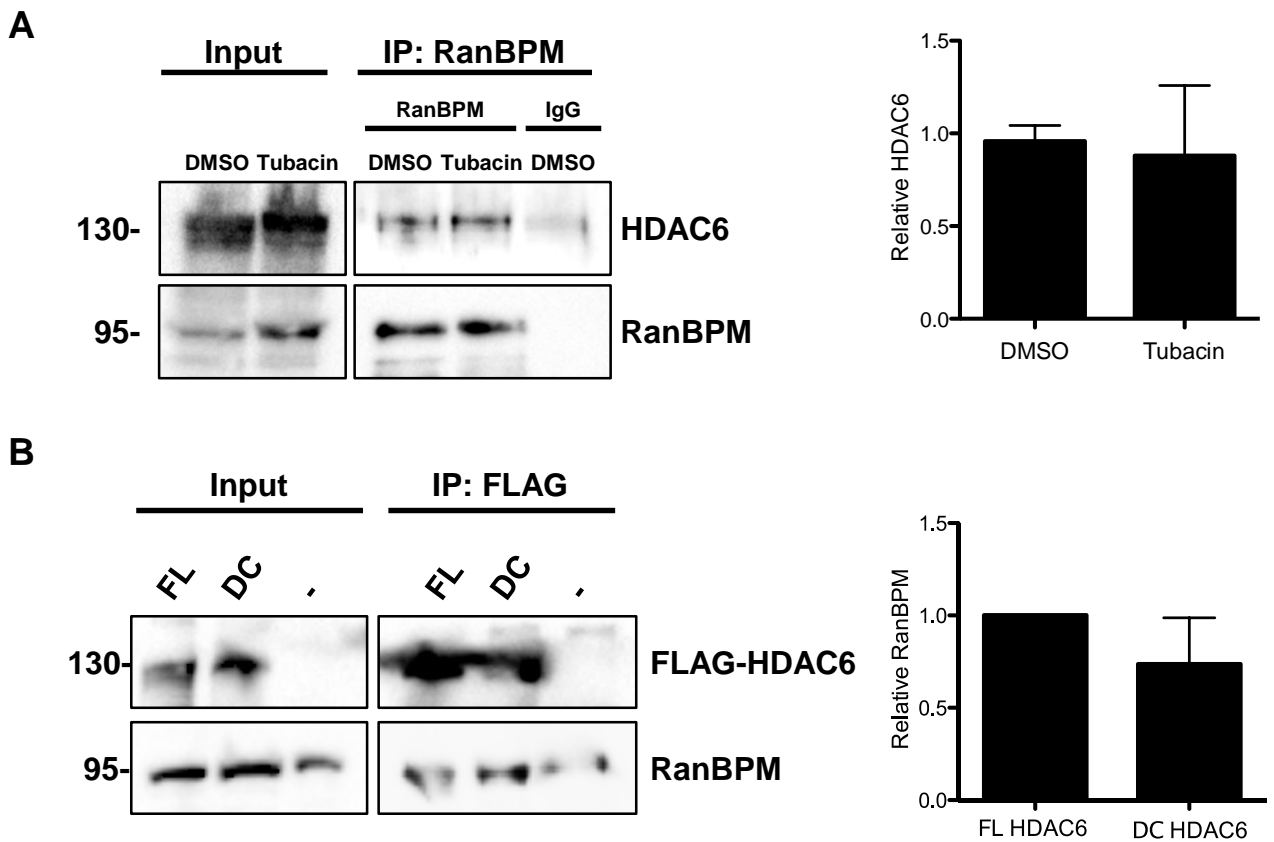 A
Input
IP: RanBPM
RanBPM
IgG
DMSO Tubacin
DMSO Tubacin DMSO
130-
HDAC6
95-
RanBPM
1.5
1.0
0.5
0.0
Relative HDAC6
DMSO
Tubacin
B
Input
IP: FLAG
FL
DC
-
FL
DC
-
130-
FLAG-HDAC6
95-
RanBPM
1.5
1.0
0.5
0.0
Relative RanBPM
FL HDAC6
DC HDAC6